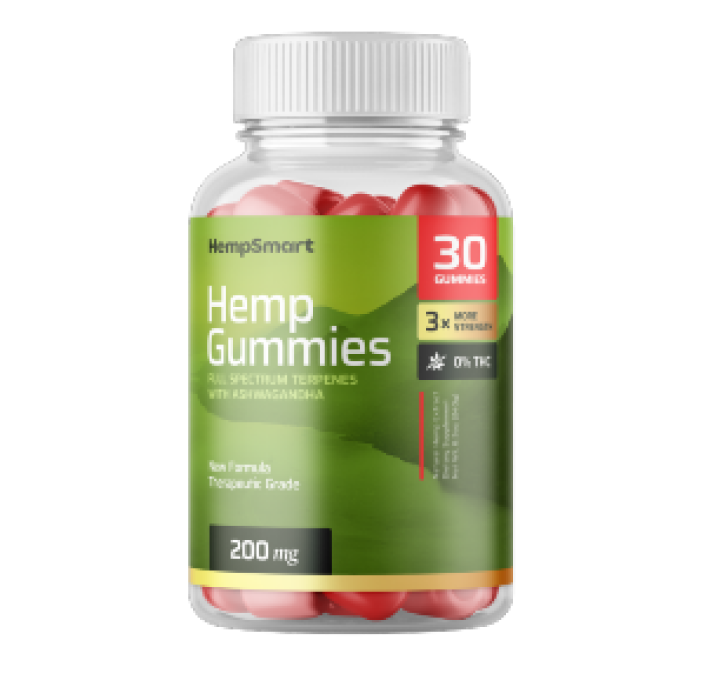 HempSmart
30
GUMMIES
Hemp
Gummies
3x MORE
STRENGTH
0% THC
FULL SPECTRUM TERPENES
WITH ASHWAGANDHA
New Formula
Therapeutic Grade
200 mg